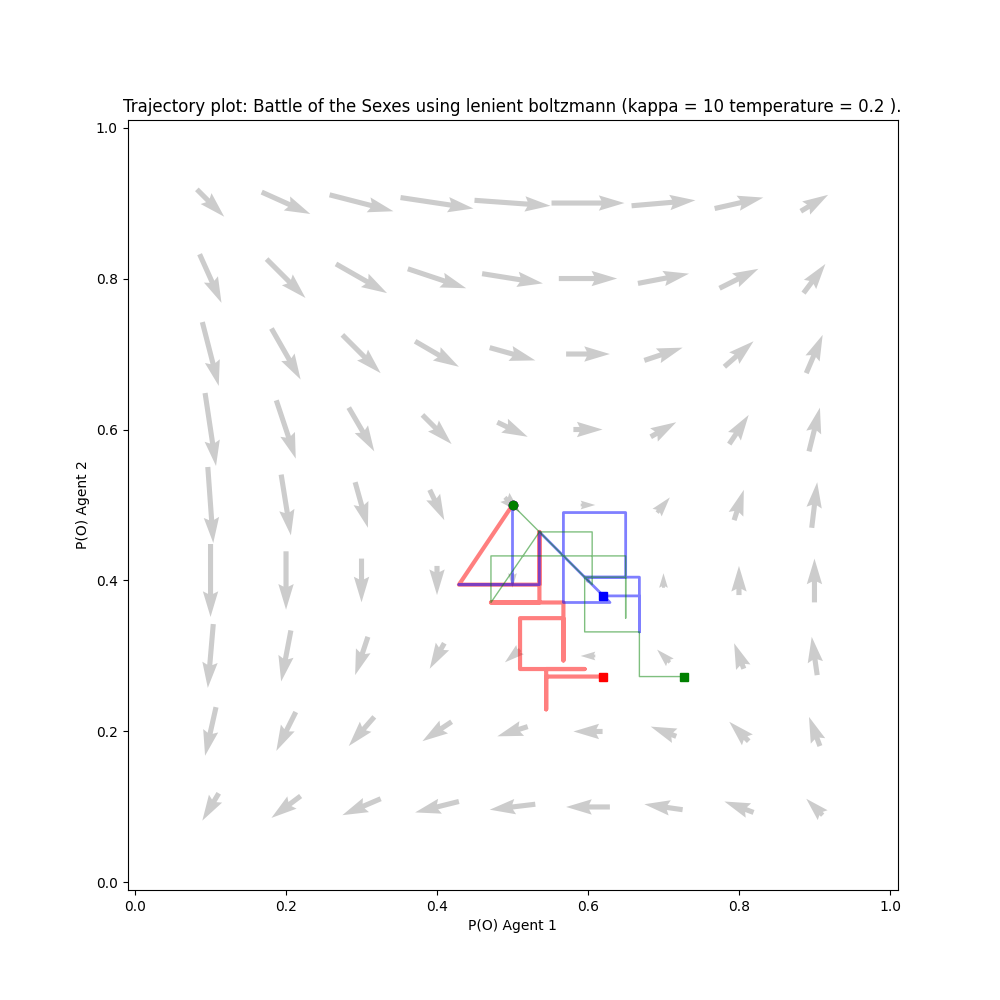 Trajectory plot: Battle of the Sexes using lenient boltzmann (kappa = 10 temperature = 0.2 ).
1.0
0.8
0.6
0.4
0.2
0.0
P(O) Agent 2
0.0 0.2 0.4 0.6 0.8 1.0
P(O) Agent 1